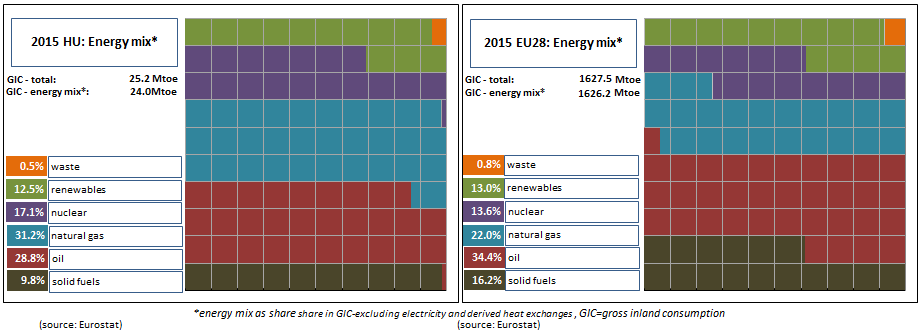 2015 HU: Energy mix*
GIC - total: 25.2 Mtoe
GIC - energy mix*: 24.0Mtoe
0.5% waste
12.5% renewables
17.1% nuclear
31.2% natural gas
28.8% oil
9.8% solid fuels
2015 EU28: Energy mix*
GIC - total: 1627.5 Mtoe
GIC - energy mix* 1626.2 Mtoe
0.8% waste
13.0% renewables
13.6% nuclear
22.0% natural gas
34.4% oil
16.2% solid fuels
*energy mix as share share in GIC-excluding electricity and derived heat exchanges , GIC=gross inland consumption
(source: Eurostat)
(source: Eurostat)